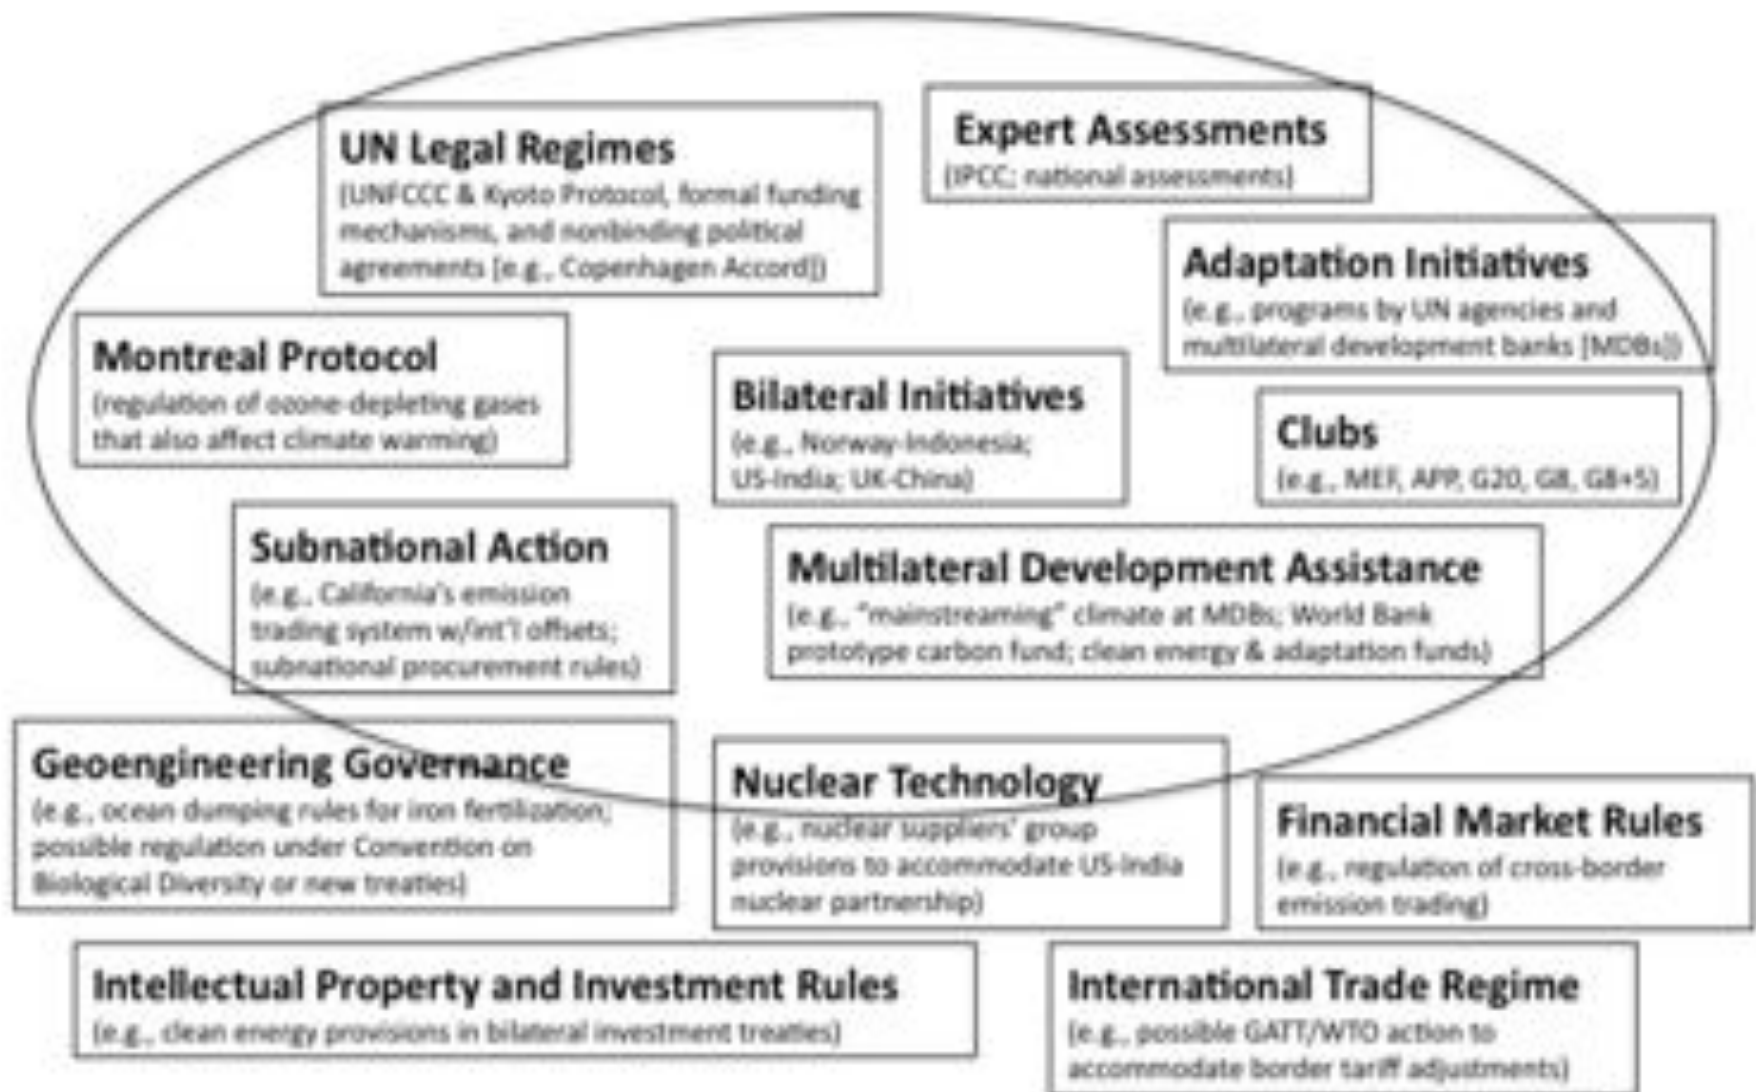 UN Legal Regimes
(UNFCCC & Kyoto Protocol, formal funding
mechanisms, and nonbinding political
agreements [e.g., Copenhagen Accord])
Expert Assessments
(IPCC; national assessments)
Adaptation Initiatives
(e.g., programs by UN agencies and
multilateral development banks [MDBs])
Montreal Protocol
(regulation of ozone-depleting gases
that also affect climate warming)
Bilateral Initiatives
(e.g., Norway-Indonesia;
US-India; UK-China)
Clubs
(e.g., MEF, APP, G20, G8, G8+5)
Subnational Action
(e.g., California's emission
trading system w/int'l offsets;
subnational procurement rules)
Multilateral Development Assistance
(e.g., "mainstreaming" climate at MDBs; World Bank
prototype carbon fund; clean energy & adaptation funds)
Geoengineering Governance
(e.g., ocean dumping rules for iron fertilization;
possible regulation under Convention on
Biological Diversity or new treaties)
Nuclear Technology
(e.g., nuclear suppliers' group
provisions to accommodate US-India
nuclear partnership)
Financial Market Rules
(e.g., regulation of cross-border
emission trading)
Intellectual Property and Investment Rules
(e.g., clean energy provisions in bilateral investment treaties)
International Trade Regime
(e.g., possible GATT/WTO action to
accommodate border tariff adjustments)